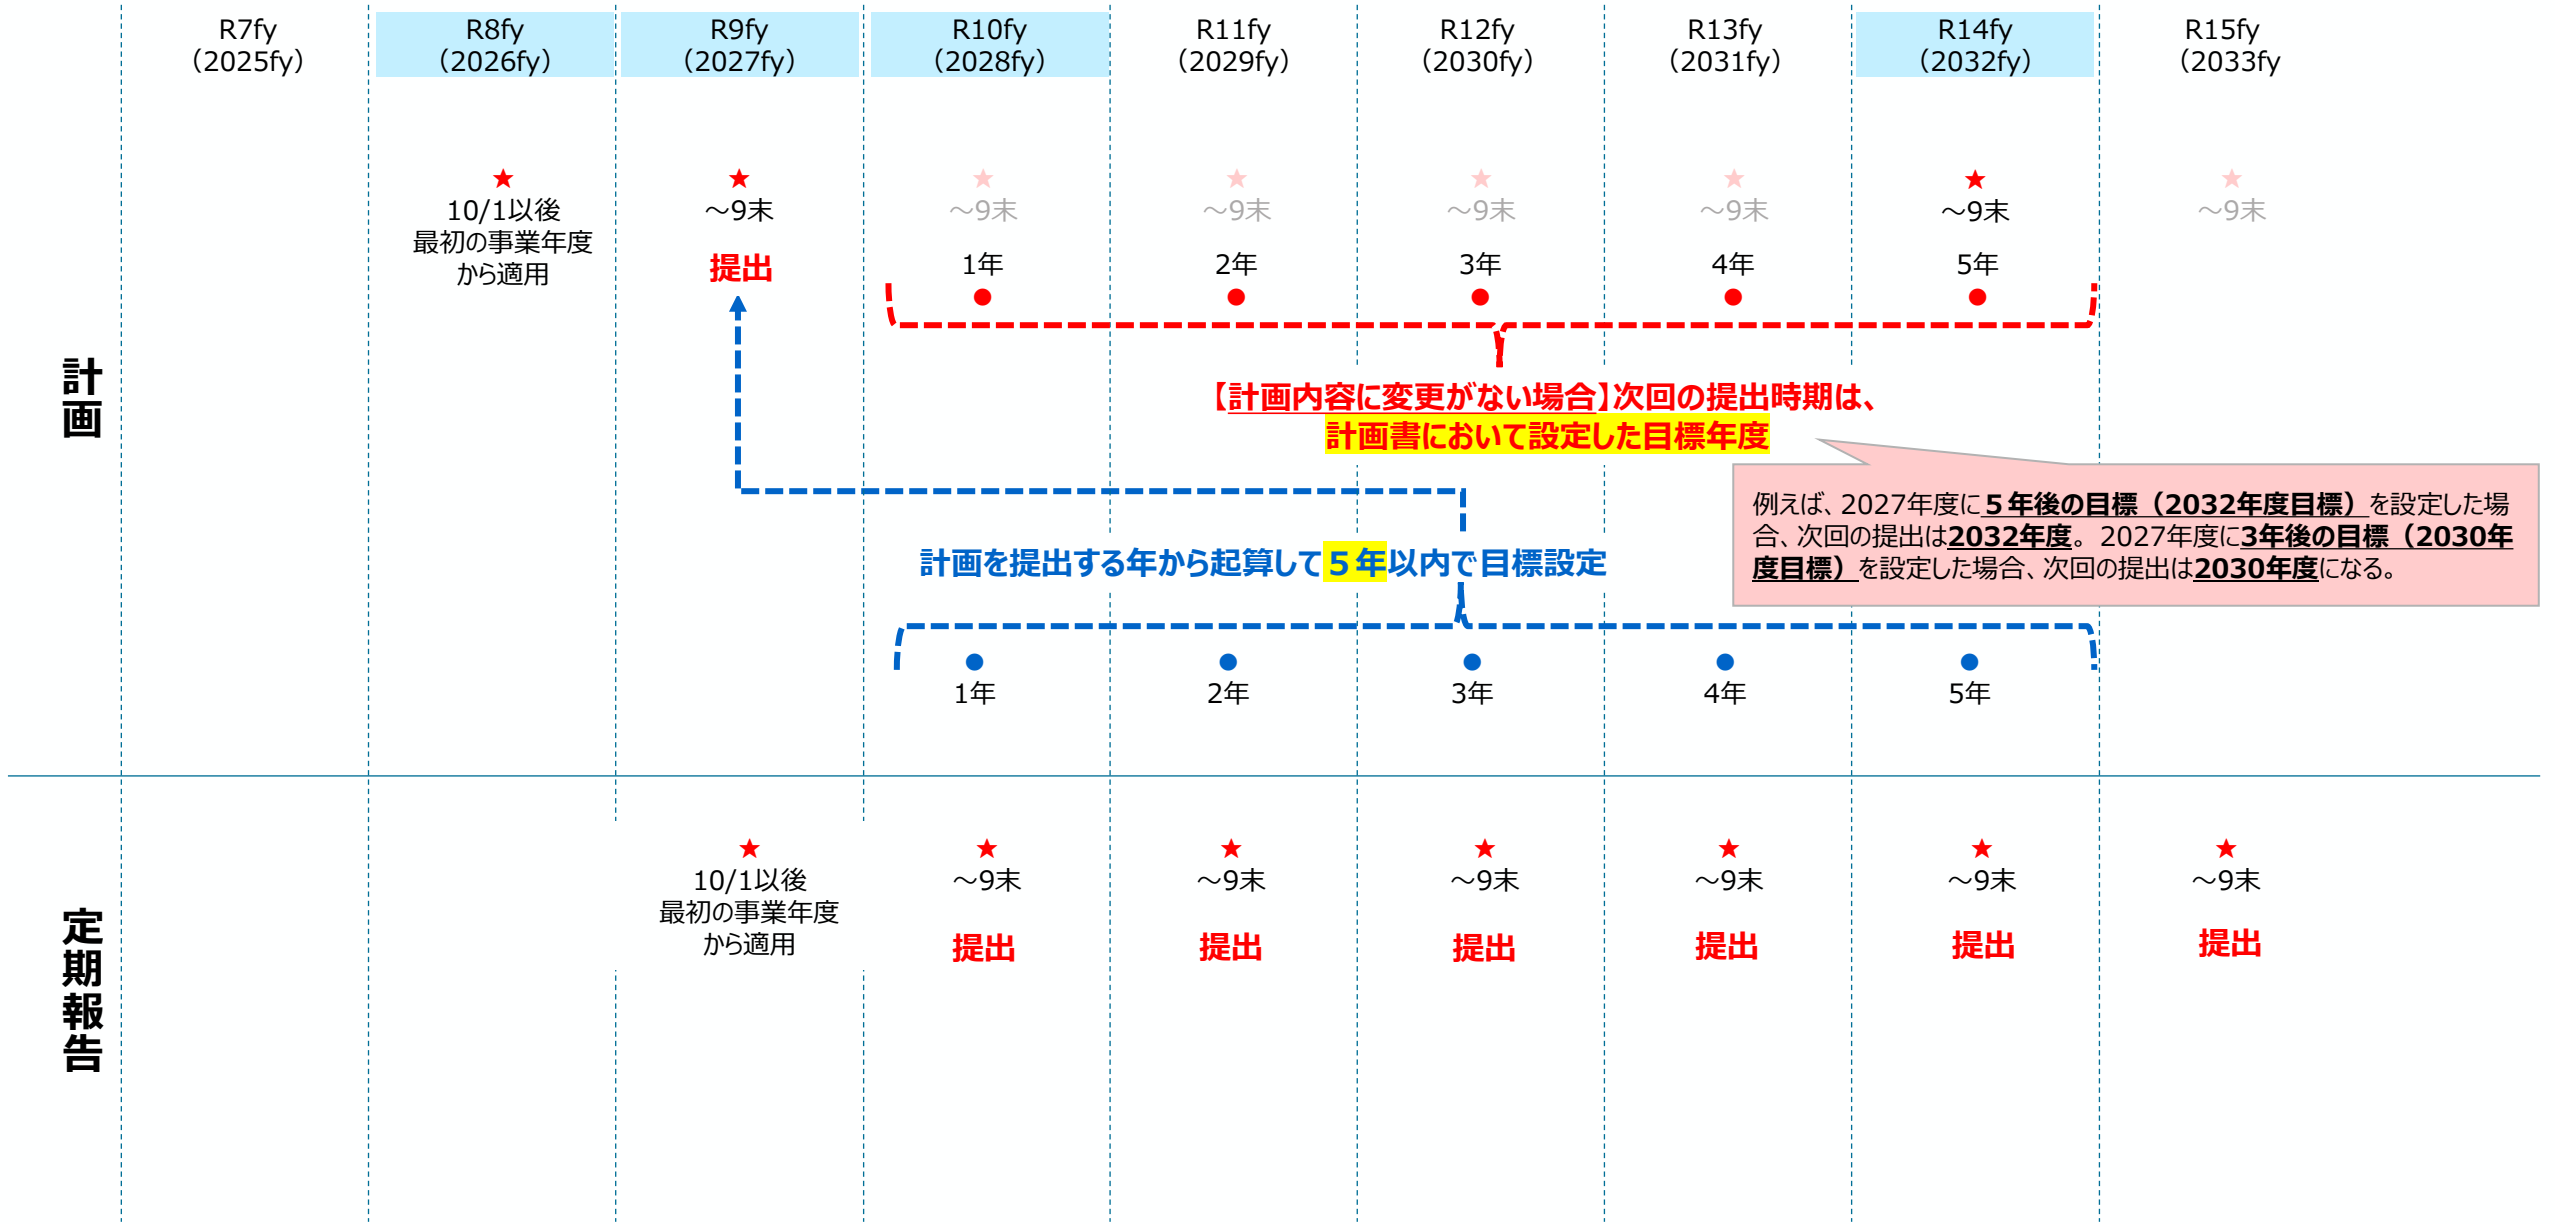 R7fy
（2025fy）
R8fy
（2026fy）
R9fy
（2027fy）
R10fy
（2028fy）
R11fy
（2029fy）
R12fy
（2030fy）
R13fy
（2031fy）
R14fy
（2032fy）
R15fy
（2033fy
計画
★
10/1以後
最初の事業年度
から適用
★
～9末
提出
★
～9末
1年
★
～9末
2年
★
～9末
3年
★
～9末
4年
★
～9末
5年
★
～9末
【計画内容に変更がない場合】次回の提出時期は、
計画書において設定した目標年度
例えば、2027年度に５年後の目標（2032年度目標）を設定した場
合、次回の提出は2032年度。2027年度に3年後の目標（2030年
度目標）を設定した場合、次回の提出は2030年度になる。
計画を提出する年から起算して５年以内で目標設定
1年
2年
3年
4年
5年
定期報告
★
10/1以後
最初の事業年度
から適用
★
～9末
提出
★
～9末
提出
★
～9末
提出
★
～9末
提出
★
～9末
提出
★
～9末
提出